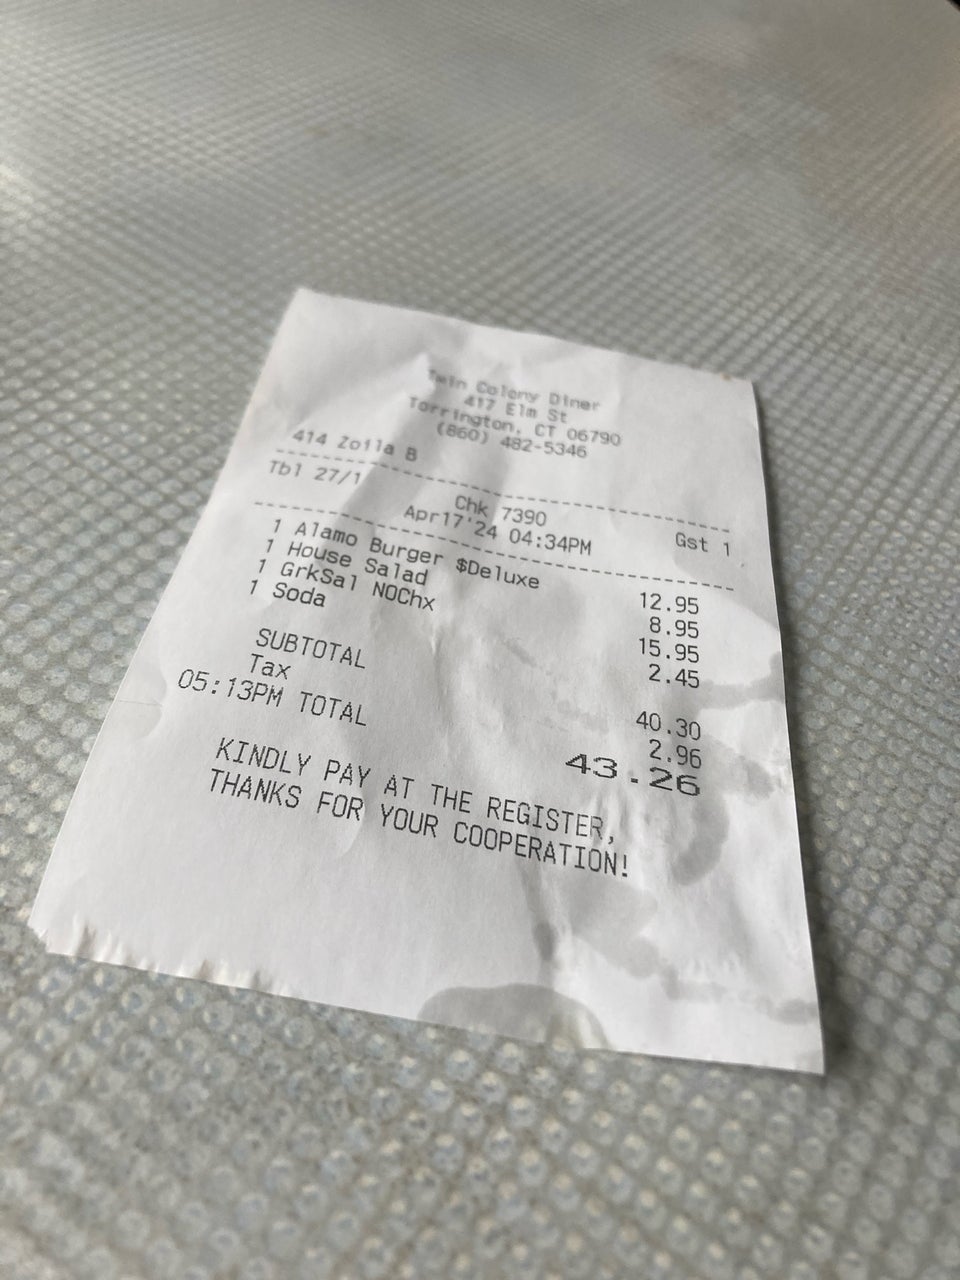 Twin Colony Diner
417 Elm St
Torrington, CT 06790
(860) 482-5346
414 Zoila B
Tbl 27/1 Chk 7390 Gst 1
Apr17'24 04:34PM
1 Alamo Burger $Deluxe 12.95
1 House Salad 8.95
1 GrkSal NOChx 15.95
1 Soda 2.45
SUBTOTAL 40.30
Tax 2.96
05:13PM TOTAL 43.26
KINDLY PAY AT THE REGISTER,
THANKS FOR YOUR COOPERATION!